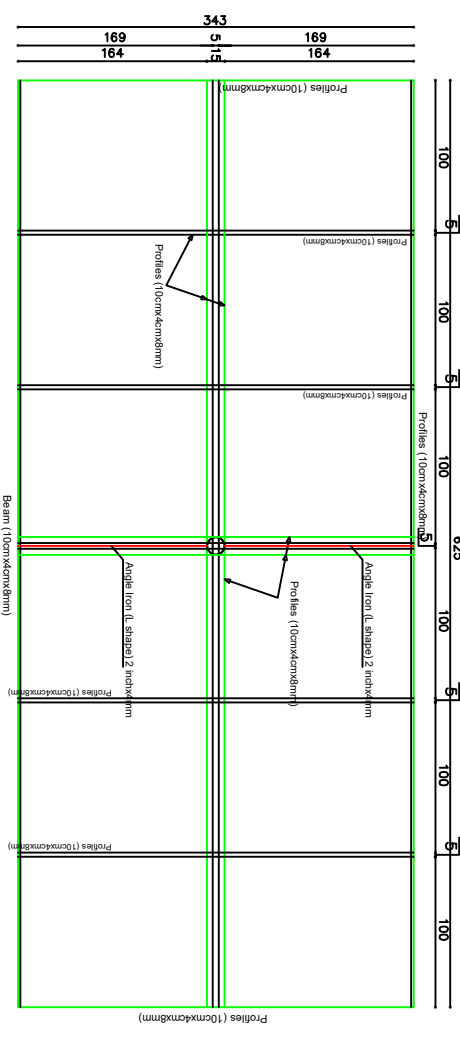 343
169 5 169
164 15 164
Profiles (10cmx4cmx8mm)
100
5
Profiles (10cmx4cmx8mm)
Profiles (10cmx4cmx8mm)
100
5
Profiles (10cmx4cmx8mm)
Profiles (10cmx4cmx8mm)
100
5
625
Beam (10cmx4cmx8mm)
Angle Iron (L shape) 2 inchx4mm
Profiles (10cmx4cmx8mm)
Angle Iron (L shape) 2 inchx4mm
100
5
Profiles (10cmx4cmx8mm)
100
5
Profiles (10cmx4cmx8mm)
100
Profiles (10cmx4cmx8mm)